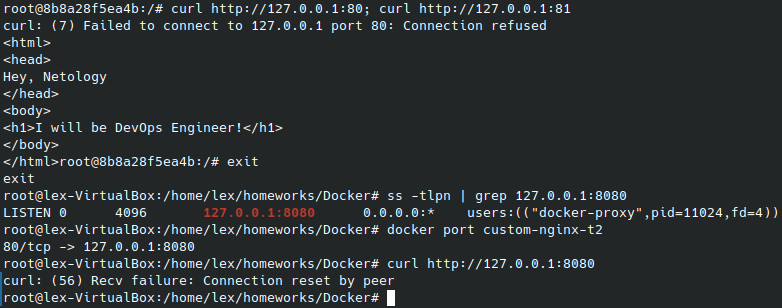 root@8b8a28f5ea4b:/# curl http://127.0.0.1:80; curl http://127.0.0.1:81
curl: (7) Failed to connect to 127.0.0.1 port 80: Connection refused
<html>
<head>
Hey, Netology
</head>
<body>
<h1>I will be DevOps Engineer!</h1>
</body>
</html>root@8b8a28f5ea4b:/# exit
exit
root@lex-VirtualBox:/home/lex/homeworks/Docker# ss -tlpn | grep 127.0.0.1:8080
LISTEN 0      4096       127.0.0.1:8080      0.0.0.0:*    users:(("docker-proxy",pid=11024,fd=4))
root@lex-VirtualBox:/home/lex/homeworks/Docker# docker port custom-nginx-t2
80/tcp -> 127.0.0.1:8080
root@lex-VirtualBox:/home/lex/homeworks/Docker# curl http://127.0.0.1:8080
curl: (56) Recv failure: Connection reset by peer
root@lex-VirtualBox:/home/lex/homeworks/Docker#